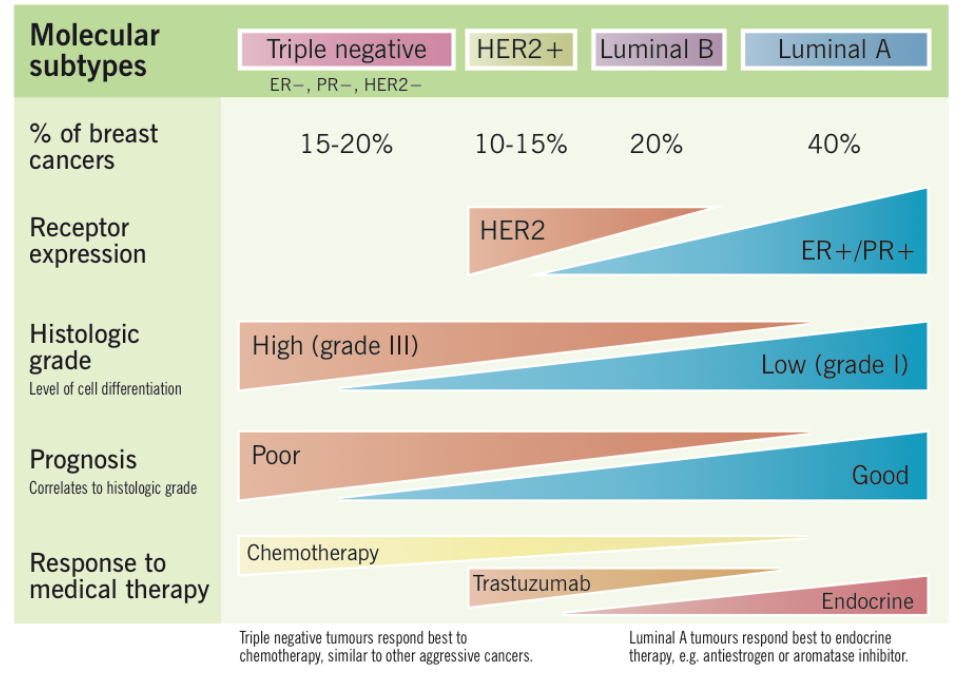 Molecular
subtypes
Triple negative
HER2+
Luminal B
Luminal A
ER−, PR−, HER2−
% of breast
cancers
15-20%
10-15%
20%
40%
Receptor
expression
HER2
ER+/PR+
Histologic
grade
Level of cell differentiation
High (grade III)
Low (grade I)
Prognosis
Correlates to histologic grade
Poor
Good
Response to
medical therapy
Chemotherapy
Trastuzumab
Endocrine
Triple negative tumours respond best to
chemotherapy, similar to other aggressive cancers.
Luminal A tumours respond best to endocrine
therapy, e.g. antiestrogen or aromatase inhibitor.